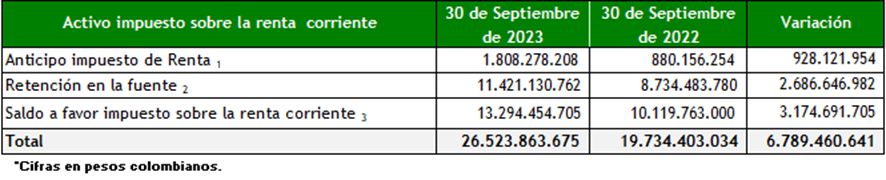 Activo impuesto sobre la renta corriente 30 de Septiembre de 2023 30 de Septiembre de 2022 Variación
Anticipo impuesto de Renta 1 1.808.278.208 880.156.254 928.121.954
Retención en la fuente 2 11.421.130.762 8.734.483.780 2.686.646.982
Saldo a favor impuesto sobre la renta corriente 3 13.294.454.705 10.119.763.000 3.174.691.705
Total 26.523.863.675 19.734.403.034 6.789.460.641
*Cifras en pesos colombianos.